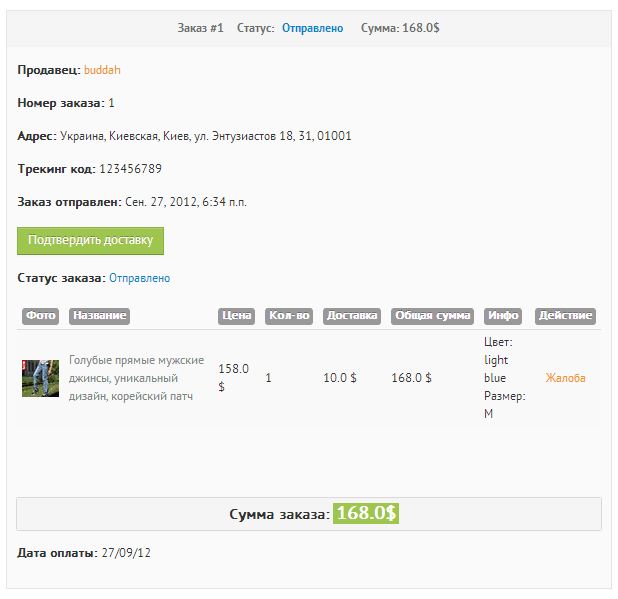 Заказ #1 Статус: Отправлено Сумма: 168.0$
Продавец: buddah
Номер заказа: 1
Адрес: Украина, Киевская, Киев, ул. Энтузиастов 18, 31, 01001
Трекинг код: 123456789
Заказ отправлен: Сен. 27, 2012, 6:34 п.п.
Подтвердить доставку
Статус заказа: Отправлено
Фото Название Цена Кол-во Доставка Общая сумма Инфо Действие
Голубые прямые мужские
джинсы, уникальный
дизайн, корейский патч
158.0
$
1
10.0 $
168.0 $
Цвет:
light
blue
Размер:
M
Жалоба
Сумма заказа: 168.0$
Дата оплаты: 27/09/12